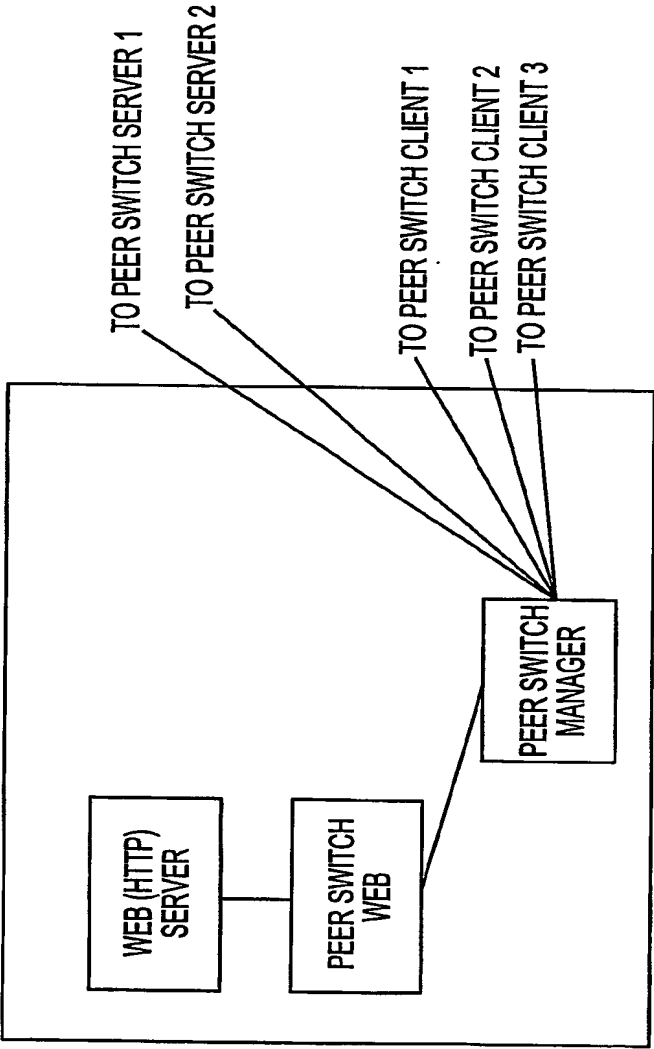 WEB (HTTP)
SERVER
PEER SWITCH
WEB
PEER SWITCH
MANAGER
TO PEER SWITCH SERVER 1
TO PEER SWITCH SERVER 2
TO PEER SWITCH CLIENT 1
TO PEER SWITCH CLIENT 2
TO PEER SWITCH CLIENT 3